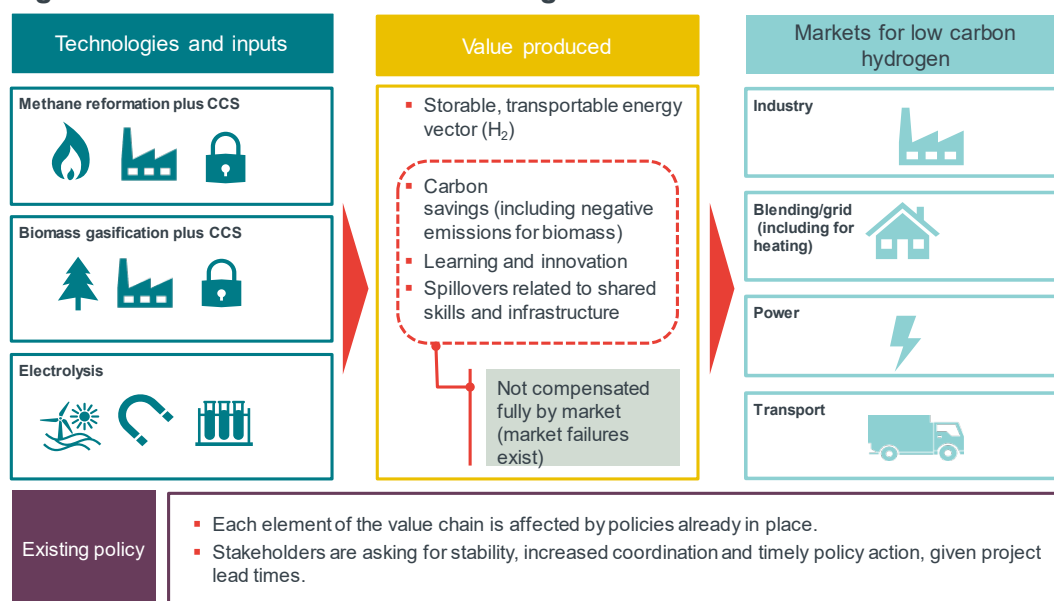 Technologies and inputs
Value produced
Markets for low carbon
hydrogen
Methane reformation plus CCS
Biomass gasification plus CCS
Electrolysis
▪ Storable, transportable energy
vector (H₂)
▪ Carbon
savings (including negative
emissions for biomass)
▪ Learning and innovation
▪ Spillovers related to shared
skills and infrastructure
Not compensated
fully by market
(market failures
exist)
Industry
Blending/grid
(including for
heating)
Power
Transport
Existing policy
▪ Each element of the value chain is affected by policies already in place.
▪ Stakeholders are asking for stability, increased coordination and timely policy action, given project
lead times.